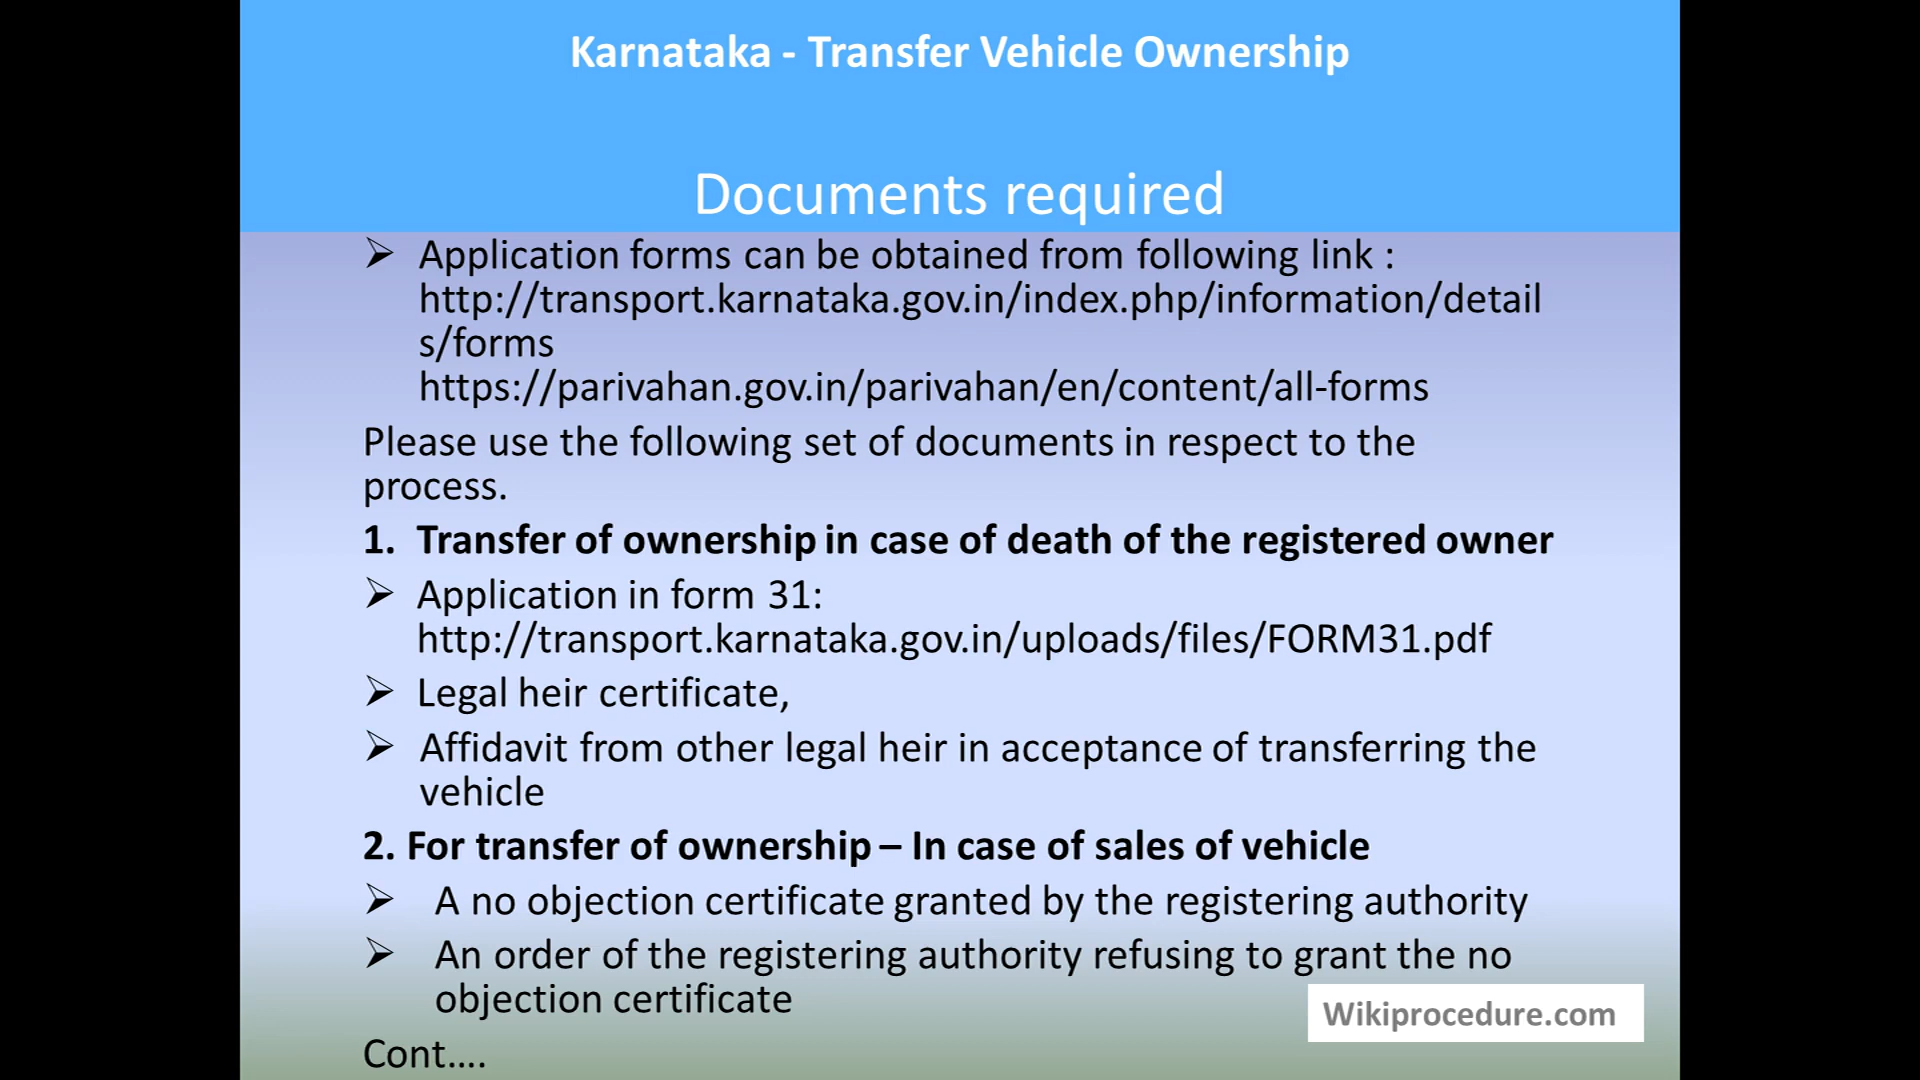 Karnataka - Transfer Vehicle Ownership
Documents required
➢ Application forms can be obtained from following link :
http://transport.karnataka.gov.in/index.php/information/detail
s/forms
https://parivahan.gov.in/parivahan/en/content/all-forms
Please use the following set of documents in respect to the
process.
1. Transfer of ownership in case of death of the registered owner
➢ Application in form 31:
http://transport.karnataka.gov.in/uploads/files/FORM31.pdf
➢ Legal heir certificate,
➢ Affidavit from other legal heir in acceptance of transferring the
vehicle
2. For transfer of ownership – In case of sales of vehicle
➢ A no objection certificate granted by the registering authority
➢ An order of the registering authority refusing to grant the no
objection certificate
Wikiprocedure.com
Cont....